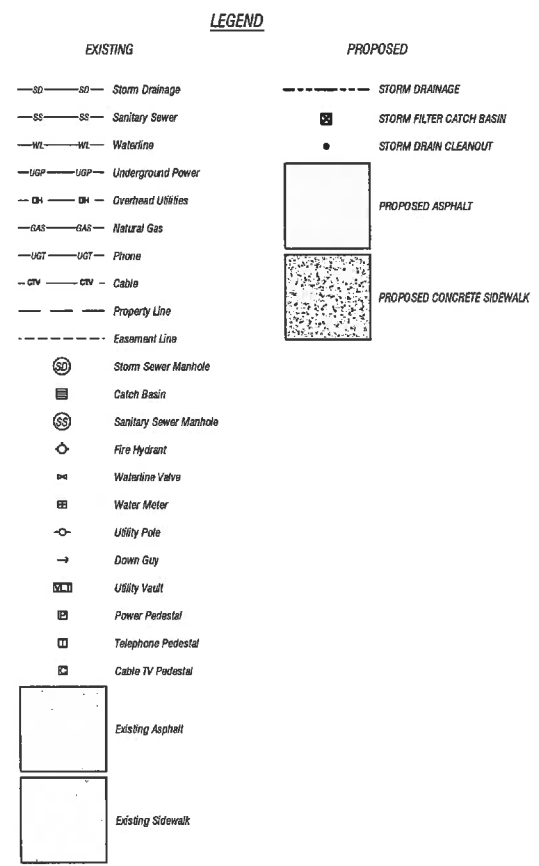 LEGEND
EXISTING
SD SD Storm Drainage
SS SS Sanitary Sewer
WL WL Waterline
UGP UGP Underground Power
OH OH Overhead Utilities
GAS GAS Natural Gas
UGT UGT Phone
CTV CTV Cable
Property Line
Easement Line
SD Storm Sewer Manhole
Catch Basin
SS Sanitary Sewer Manhole
Fire Hydrant
Waterline Valve
Water Meter
Utility Pole
Down Guy
Utility Vault
P Power Pedestal
T Telephone Pedestal
C Cable TV Pedestal
Existing Asphalt
Existing Sidewalk
PROPOSED
STORM DRAINAGE
STORM FILTER CATCH BASIN
STORM DRAIN CLEANOUT
PROPOSED ASPHALT
PROPOSED CONCRETE SIDEWALK